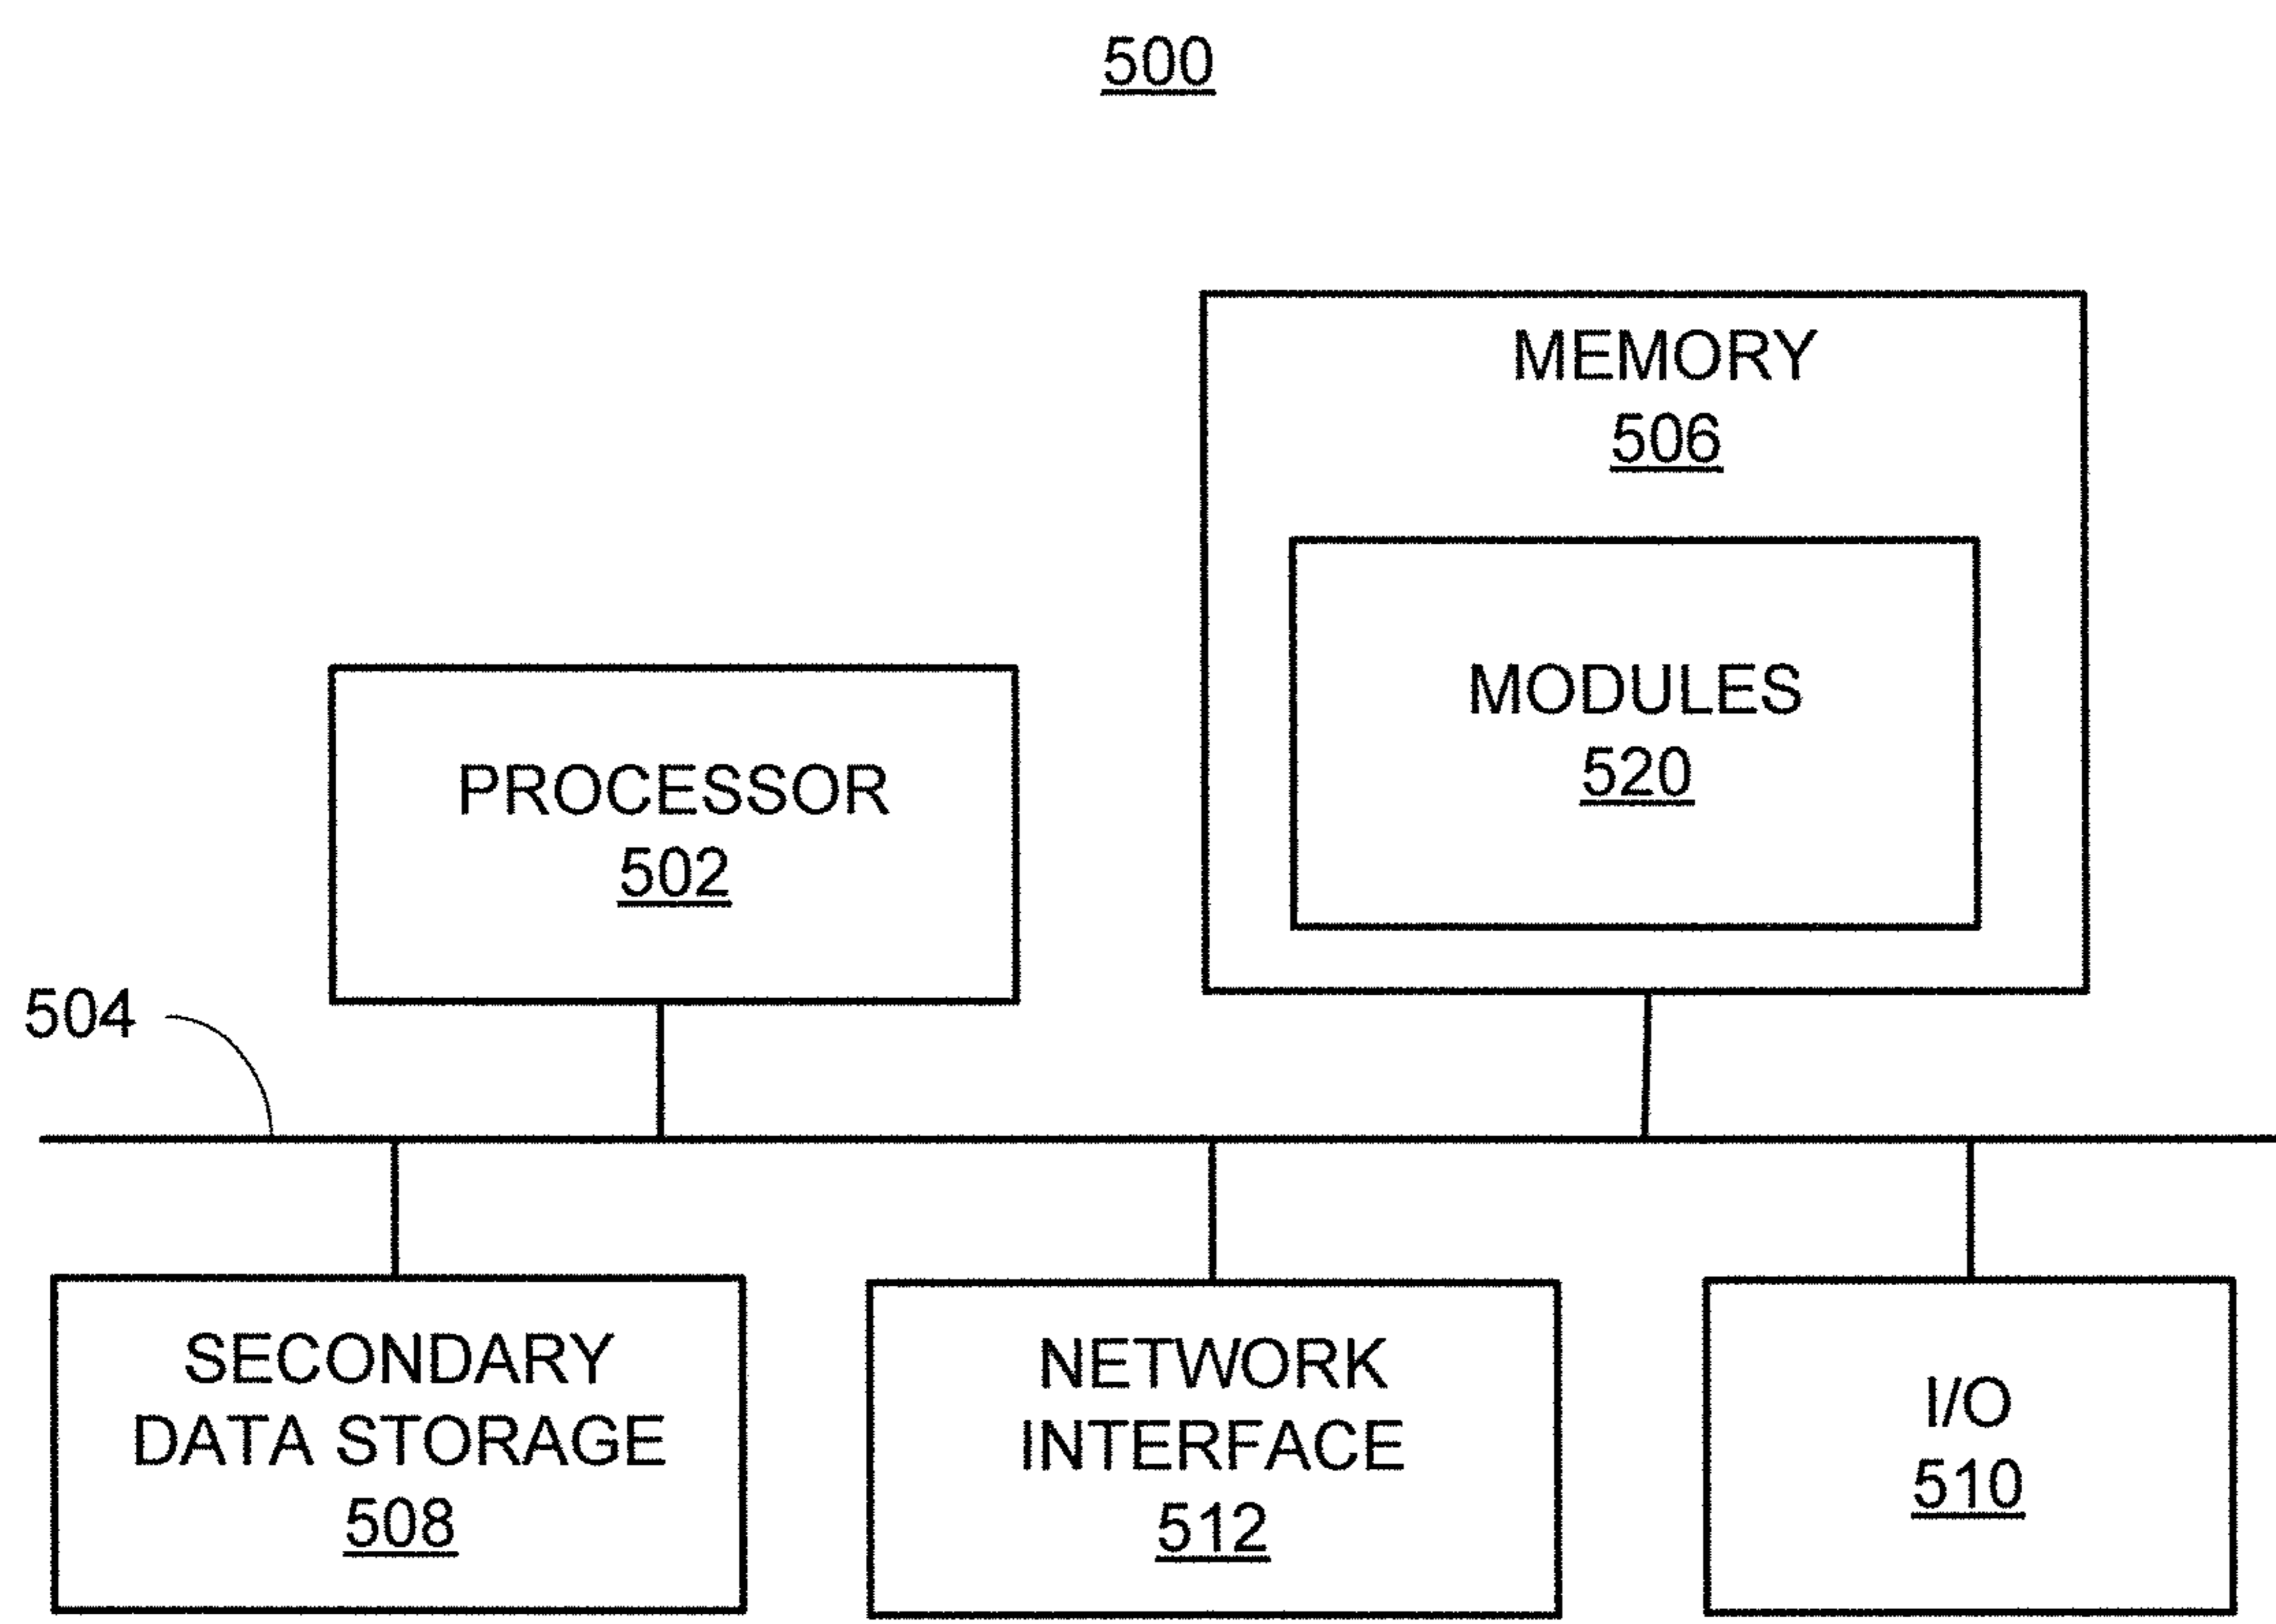 500
MEMORY
506
MODULES
520
PROCESSOR
502
504
SECONDARY
DATA STORAGE
508
NETWORK
INTERFACE
512
I/O
510